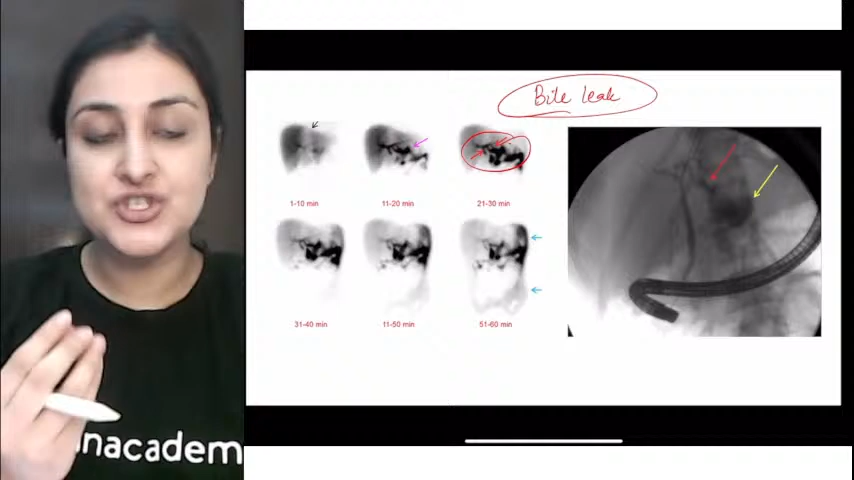 Bile leak
1-10 min
11-20 min
21-30 min
31-40 min
11-50 min
51-60 min
nacadem